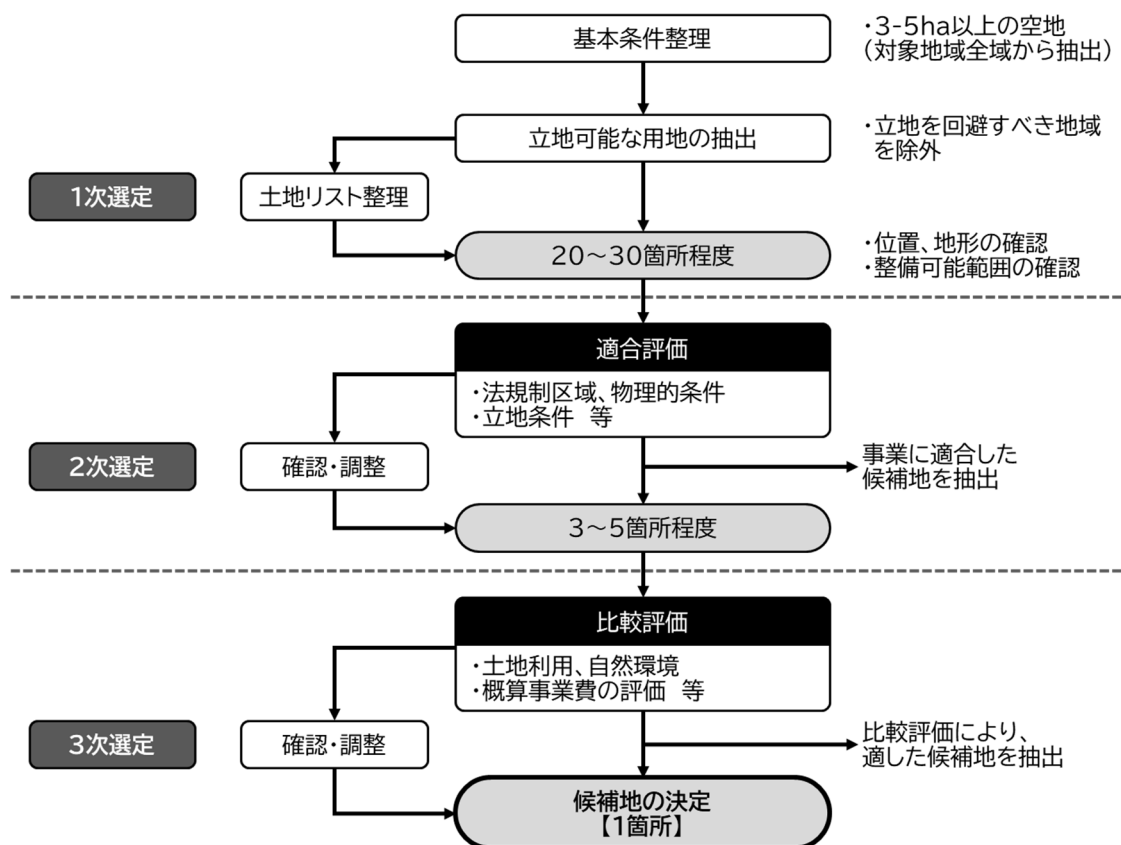 基本条件整理
・3-5ha以上の空地
(対象地域全域から抽出)
立地可能な用地の抽出
・立地を回避すべき地域
を除外
1次選定
土地リスト整理
20～30箇所程度
・位置、地形の確認
・整備可能範囲の確認
適合評価
・法規制区域、物理的条件
・立地条件 等
2次選定
確認・調整
事業に適合した
候補地を抽出
3～5箇所程度
比較評価
・土地利用、自然環境
・概算事業費の評価 等
3次選定
確認・調整
比較評価により、
適した候補地を抽出
候補地の決定
【1箇所】